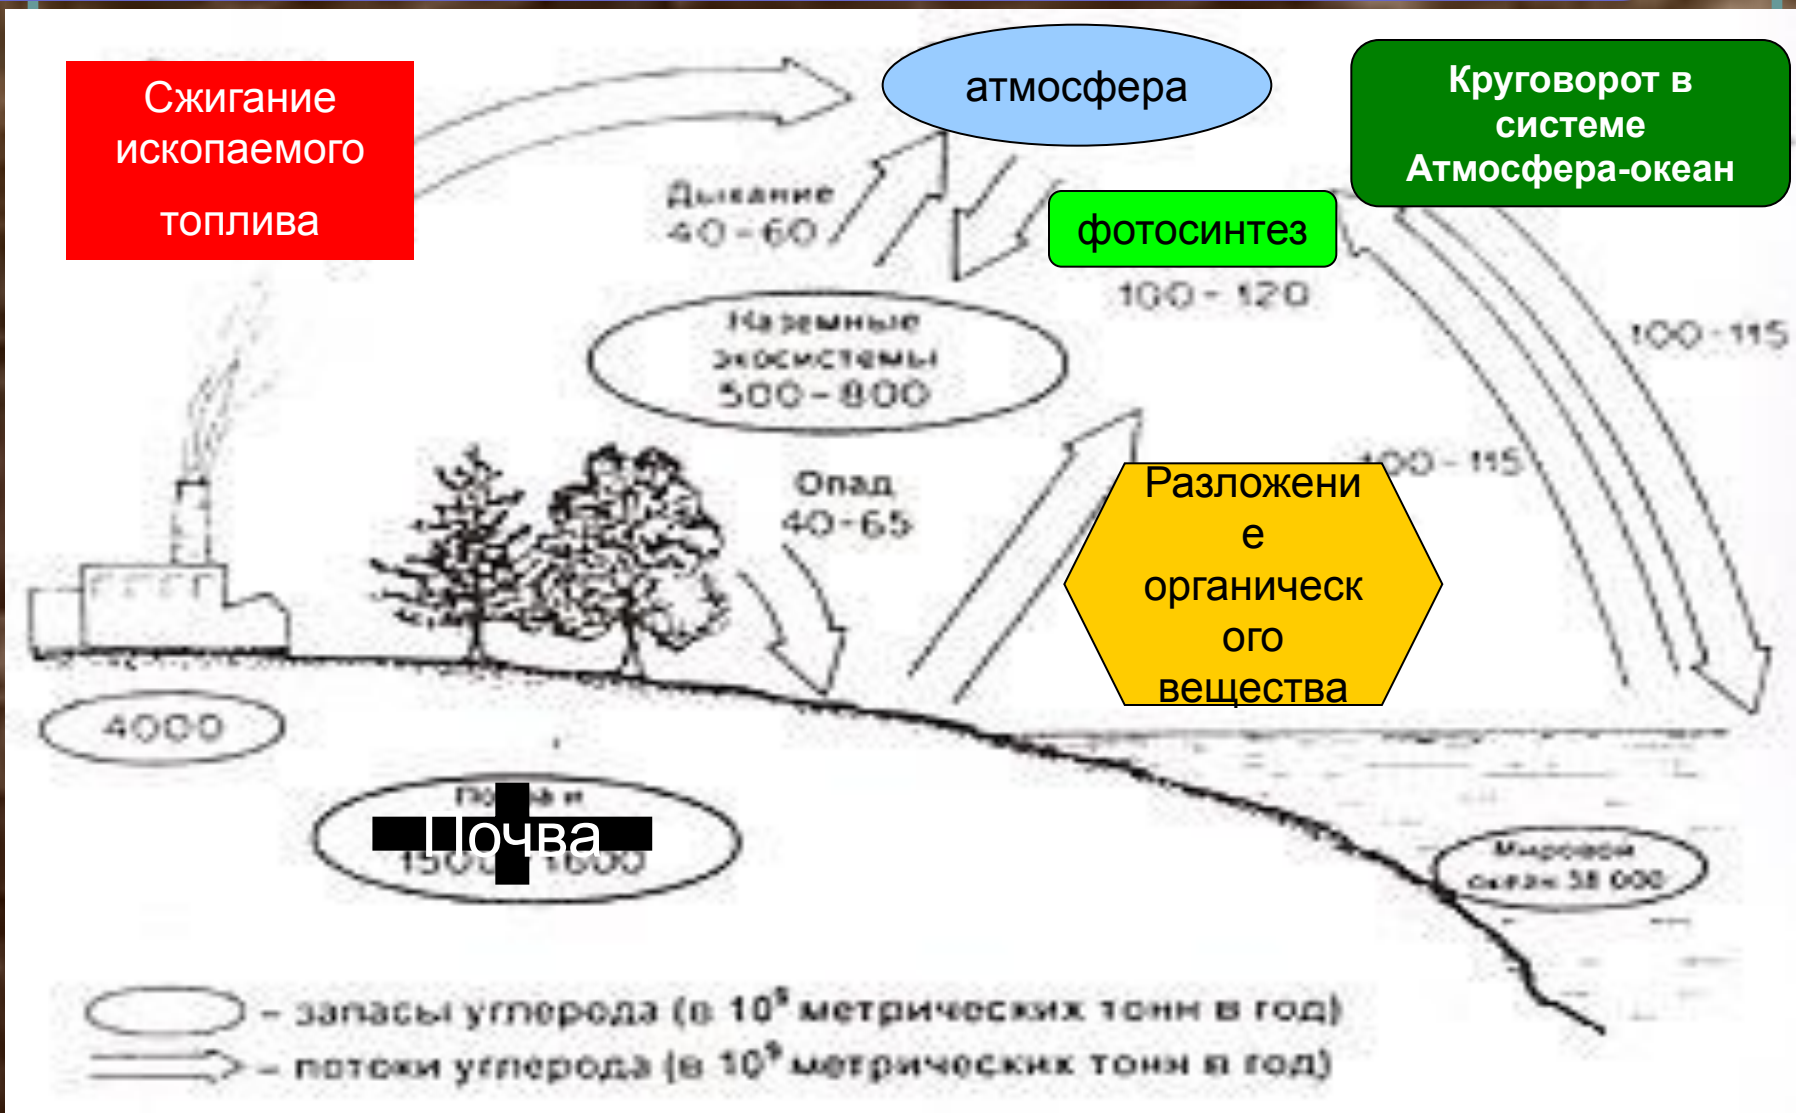 Сжигание
ископаемого
топлива
атмосфера
Круговорот в
системе
Атмосфера-океан
Дыхание
40-60
фотосинтез
100-120
100-115
Наземные
экосистемы
500-800
100-115
Опад
40-65
Разложени
е
органическ
ого
вещества
4000
Почва
Мировой
океан 38 000
- запасы углерода (в 10⁹ метрических тонн в год)
- потоки углерода (в 10⁹ метрических тонн в год)